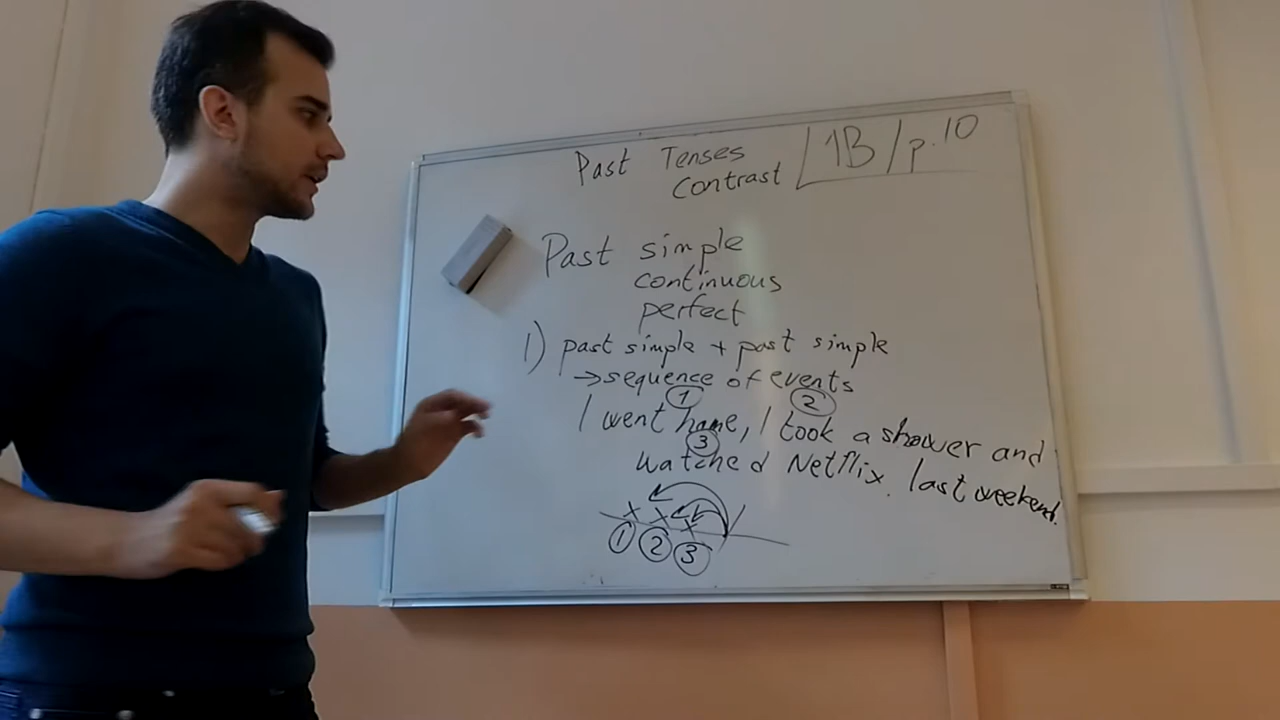 Past Tenses
Contrast
1B/p.10
Past simple
continuous
perfect
1) past simple + past simple
→sequence of events
① ②
I went home, I took a shower and
③
watched Netflix. last weekend.
① ② ③